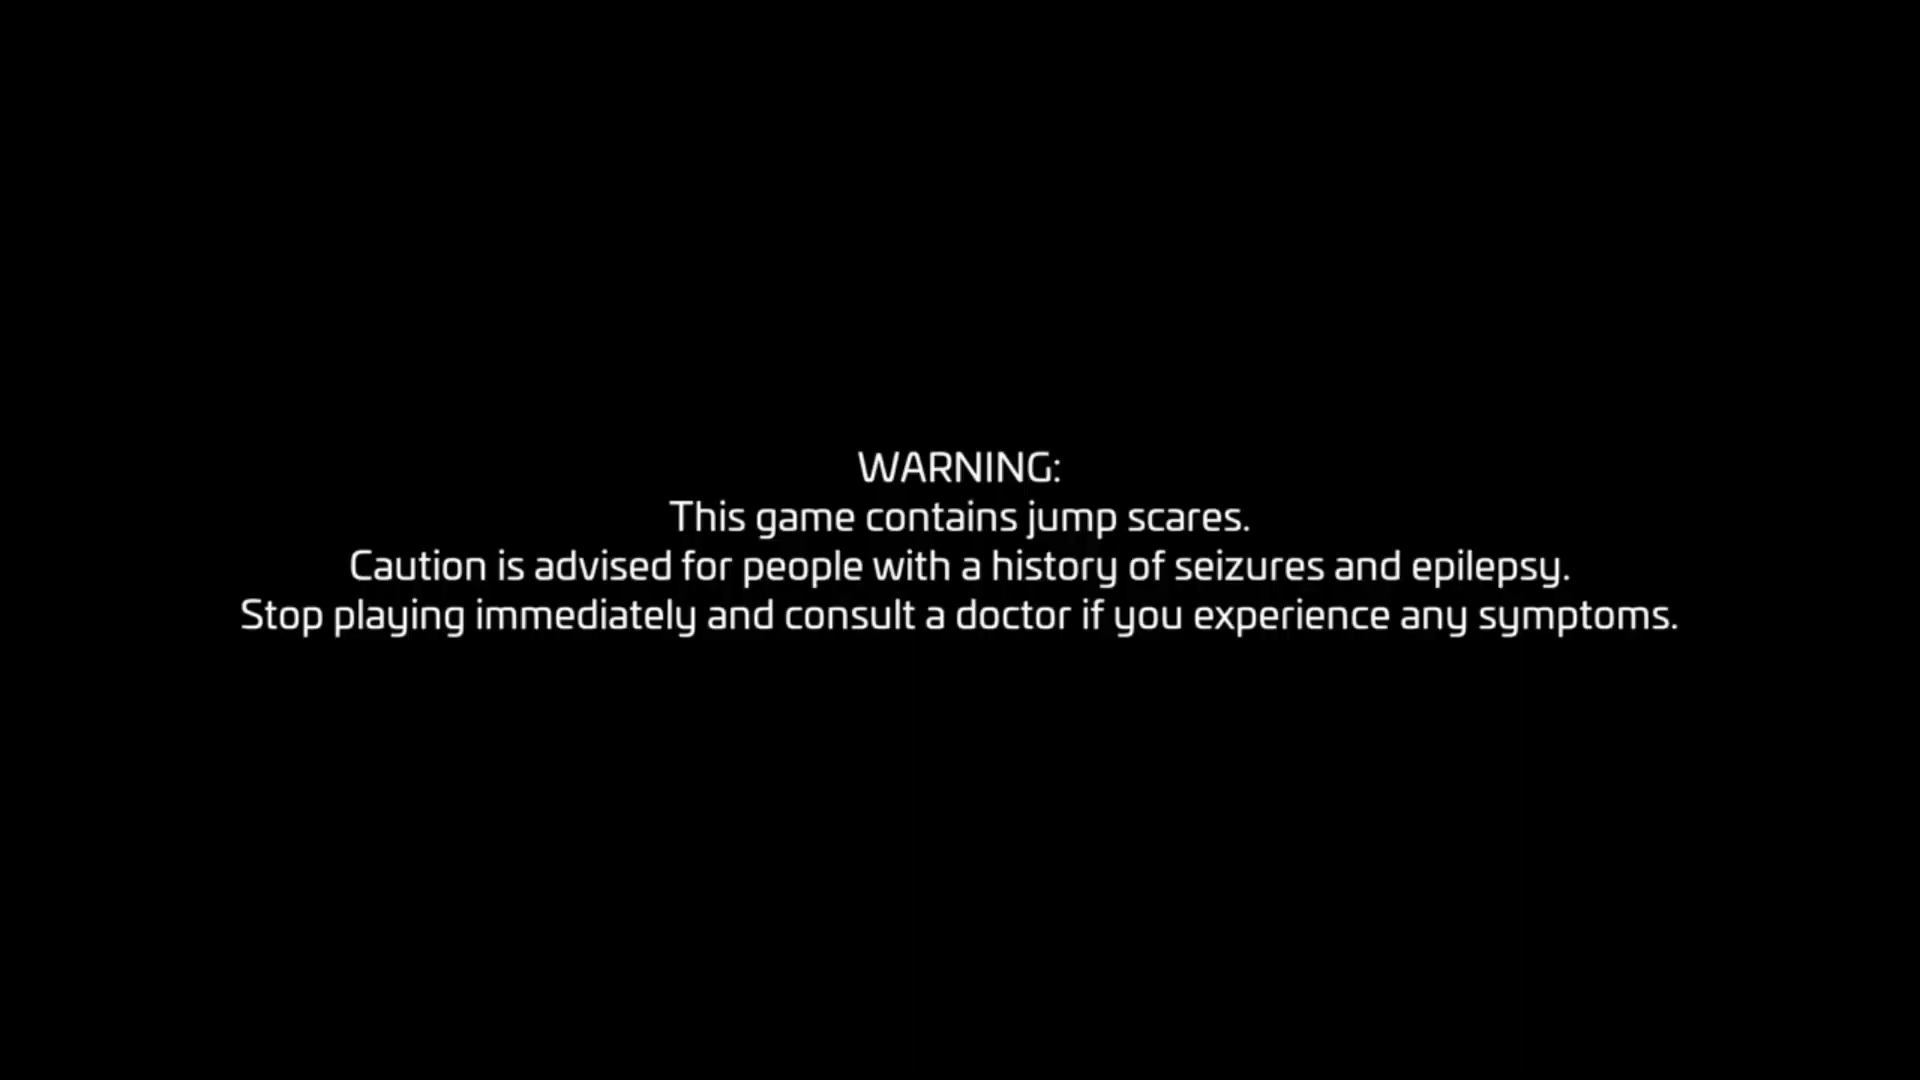 WARNING:
This game contains jump scares.
Caution is advised for people with a history of seizures and epilepsy.
Stop playing immediately and consult a doctor if you experience any symptoms.